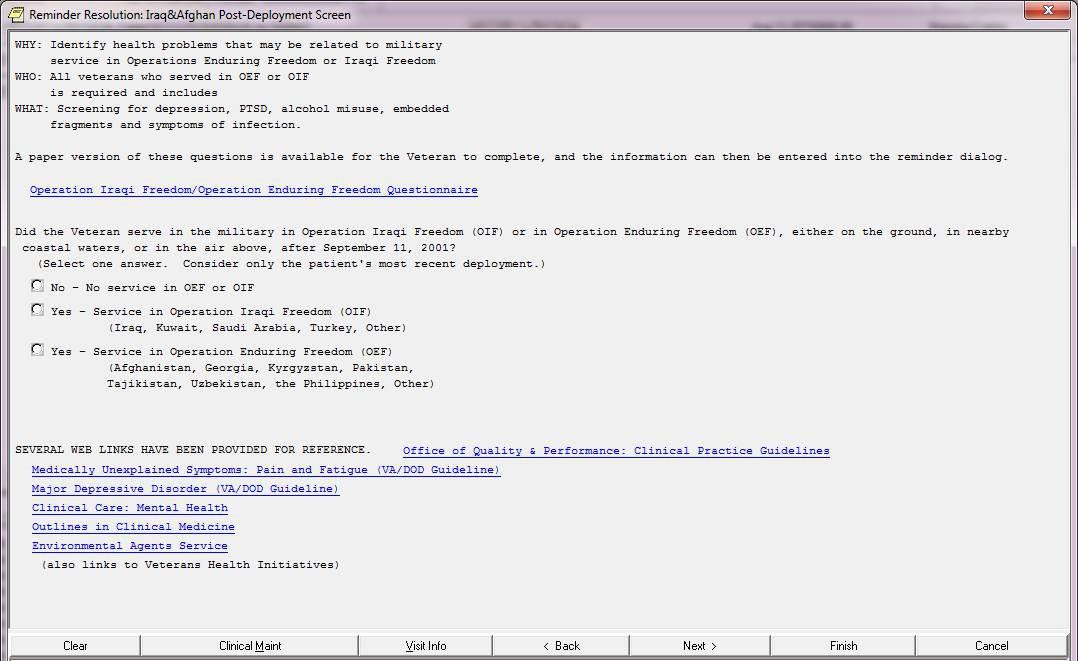 Reminder Resolution: Iraq&Afghan Post-Deployment Screen
WHY: Identify health problems that may be related to military
service in Operations Enduring Freedom or Iraqi Freedom
WHO: All veterans who served in OEF or OIF
is required and includes
WHAT: Screening for depression, PTSD, alcohol misuse, embedded
fragments and symptoms of infection.
A paper version of these questions is available for the Veteran to complete, and the information can then be entered into the reminder dialog.
Operation Iraqi Freedom/Operation Enduring Freedom Questionnaire
Did the Veteran serve in the military in Operation Iraqi Freedom (OIF) or in Operation Enduring Freedom (OEF), either on the ground, in nearby
coastal waters, or in the air above, after September 11, 2001?
(Select one answer. Consider only the patient's most recent deployment.)
No - No service in OEF or OIF
Yes - Service in Operation Iraqi Freedom (OIF)
(Iraq, Kuwait, Saudi Arabia, Turkey, Other)
Yes - Service in Operation Enduring Freedom (OEF)
(Afghanistan, Georgia, Kyrgyzstan, Pakistan,
Tajikistan, Uzbekistan, the Philippines, Other)
SEVERAL WEB LINKS HAVE BEEN PROVIDED FOR REFERENCE. Office of Quality & Performance: Clinical Practice Guidelines
Medically Unexplained Symptoms: Pain and Fatigue (VA/DOD Guideline)
Major Depressive Disorder (VA/DOD Guideline)
Clinical Care: Mental Health
Outlines in Clinical Medicine
Environmental Agents Service
(also links to Veterans Health Initiatives)
Clear Clinical Maint Visit Info < Back Next > Finish Cancel